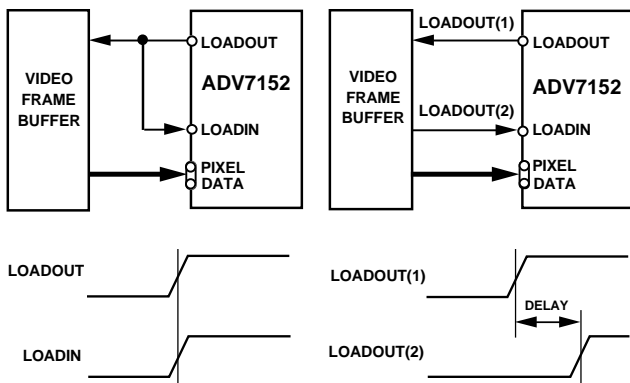 LOADOUT
VIDEO
FRAME
BUFFER
ADV7152
LOADIN
PIXEL
DATA
LOADOUT(1)
LOADOUT
VIDEO
FRAME
BUFFER
ADV7152
LOADOUT(2)
LOADIN
PIXEL
DATA
LOADOUT
LOADIN
LOADOUT(1)
DELAY
LOADOUT(2)